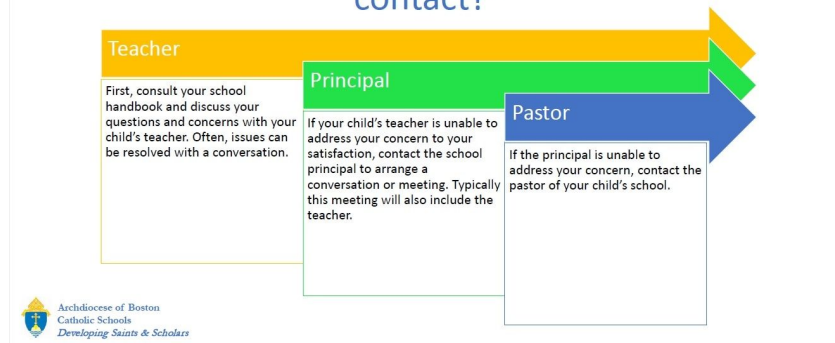 contact?
Teacher
First, consult your school
handbook and discuss your
questions and concerns with your
child's teacher. Often, issues can
be resolved with a conversation.
Principal
If your child's teacher is unable to
address your concern to your
satisfaction, contact the school
principal to arrange a
conversation or meeting. Typically
this meeting will also include the
teacher.
Pastor
If the principal is unable to
address your concern, contact the
pastor of your child's school.
Archdiocese of Boston
Catholic Schools
Developing Saints & Scholars